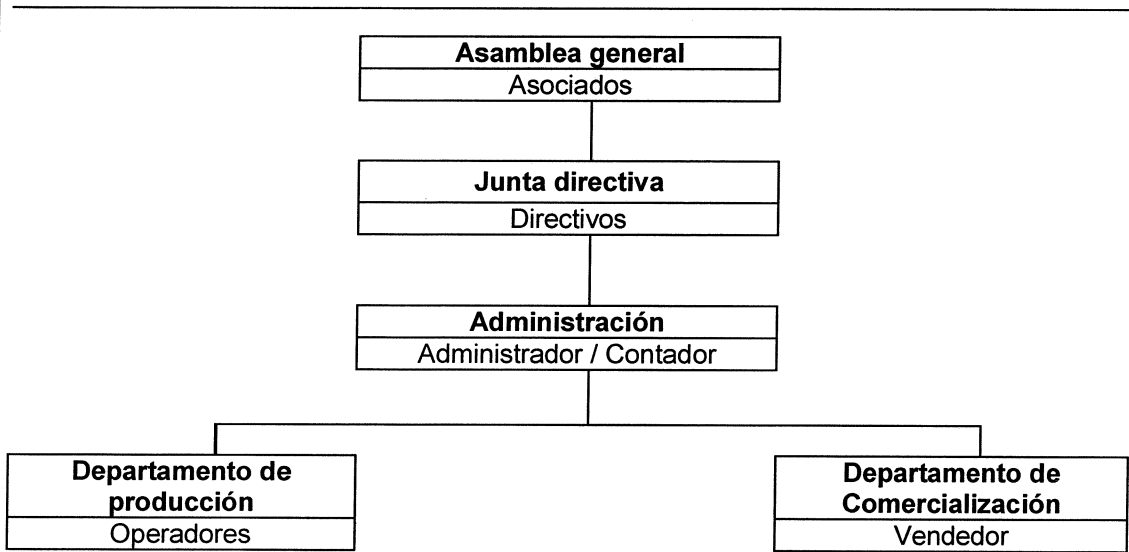 Asamblea general
Asociados
Junta directiva
Directivos
Administración
Administrador / Contador
Departamento de
producción
Operadores
Departamento de
Comercialización
Vendedor